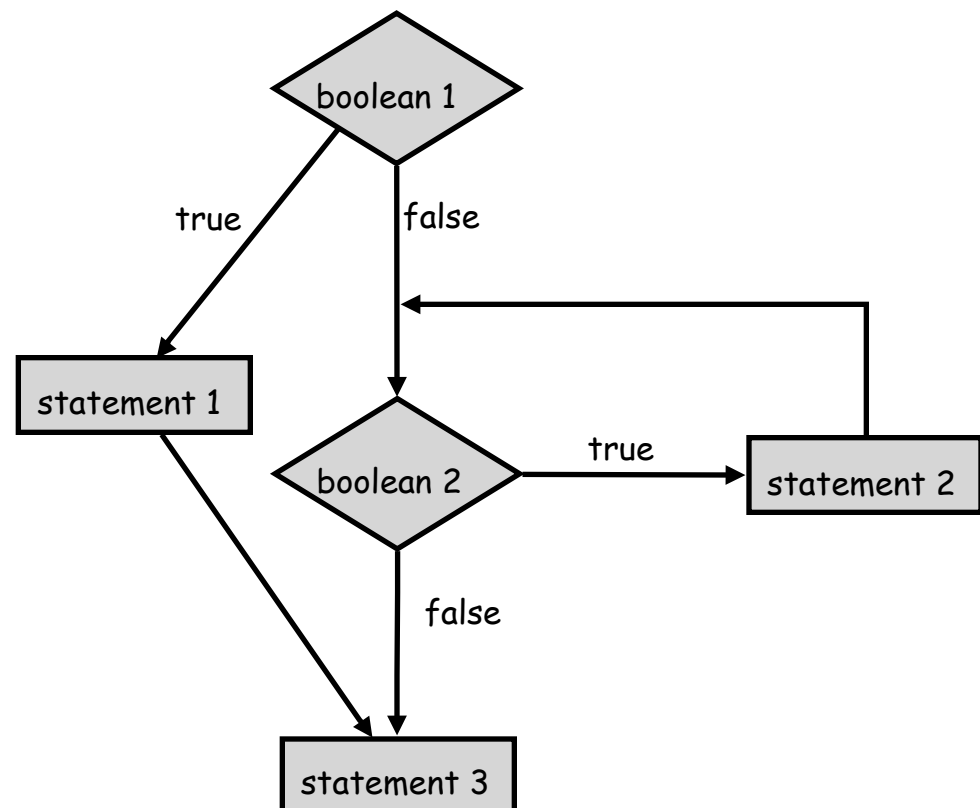 boolean 1
true
false
statement 1
boolean 2
true
statement 2
false
statement 3